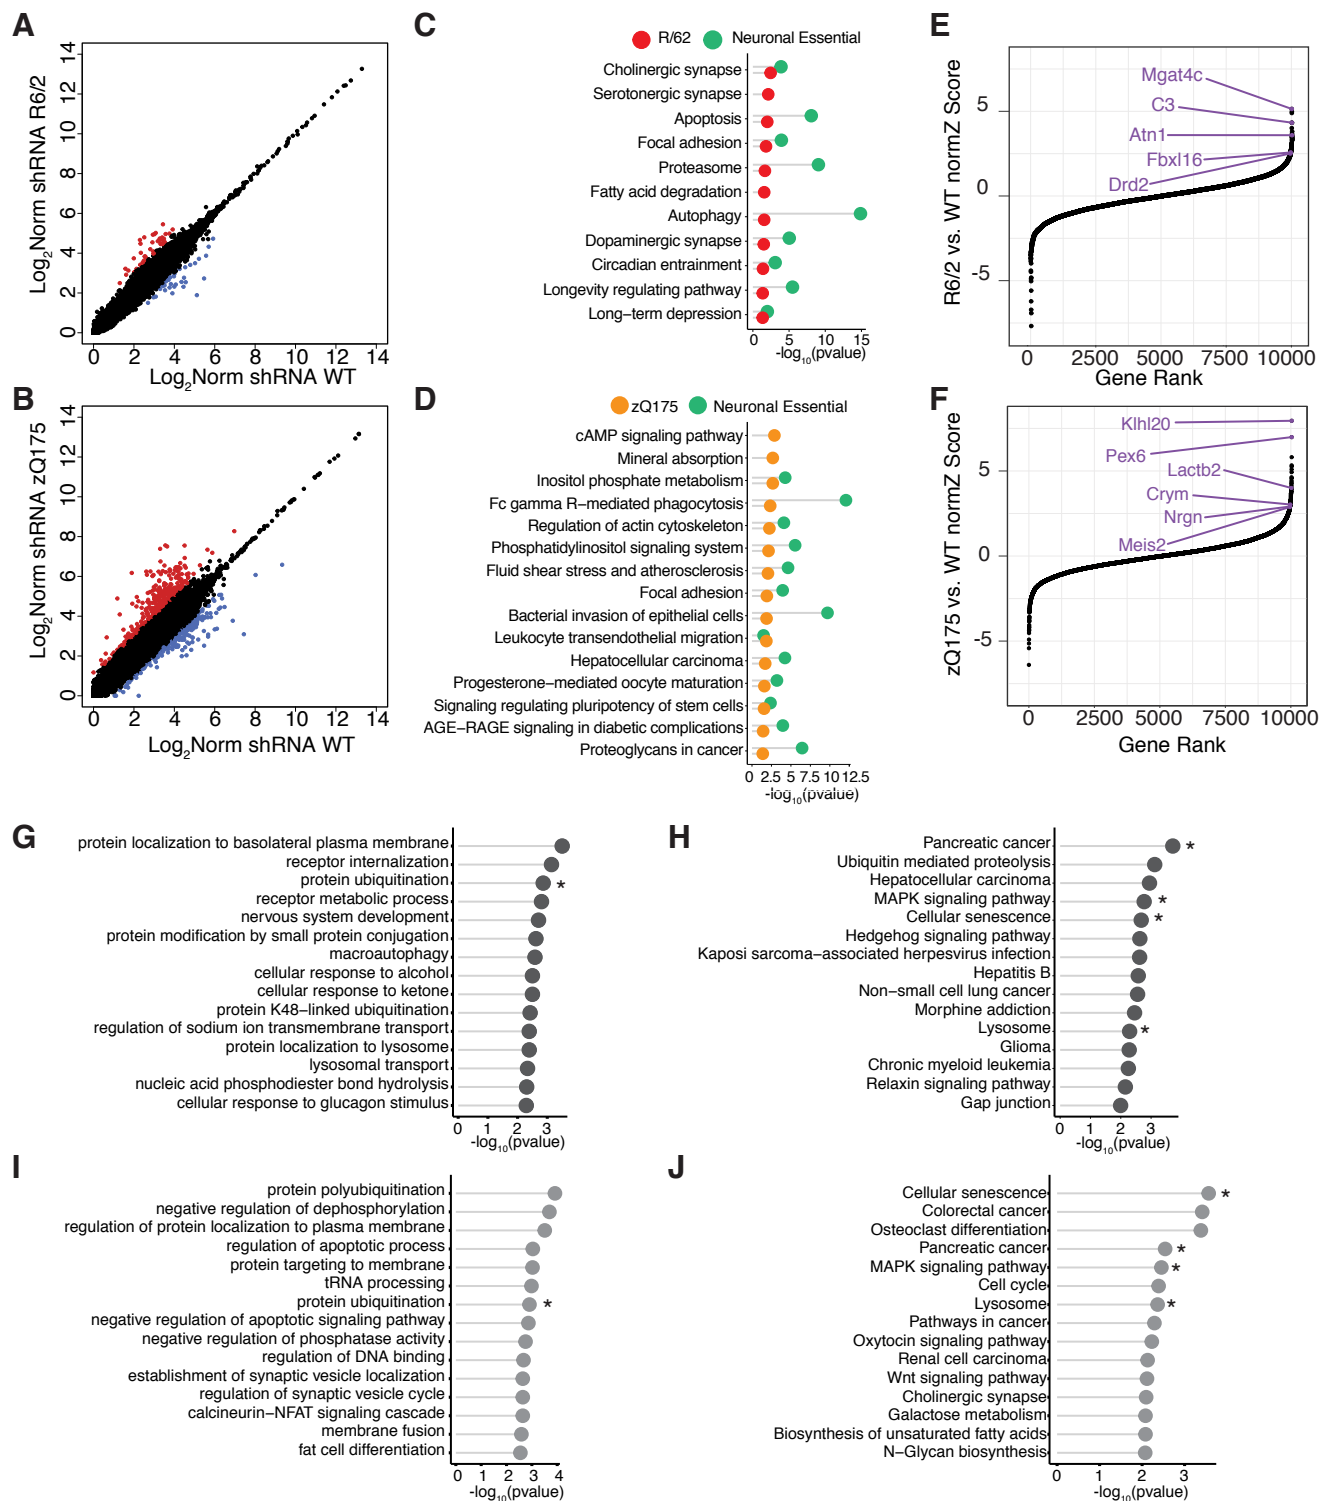 A
Log2Norm shRNA R6/2
14
12
10
8
6
4
2
0
0 2 4 6 8 10 12 14
Log2Norm shRNA WT
B
Log2Norm shRNA zQ175
14
12
10
8
6
4
2
0
0 2 4 6 8 10 12 14
Log2Norm shRNA WT
C
R/62 Neuronal Essential
Cholinergic synapse
Serotonergic synapse
Apoptosis
Focal adhesion
Proteasome
Fatty acid degradation
Autophagy
Dopaminergic synapse
Circadian entrainment
Longevity regulating pathway
Long−term depression
0 5 10 15
-log10(pvalue)
D
zQ175 Neuronal Essential
cAMP signaling pathway
Mineral absorption
Inositol phosphate metabolism
Fc gamma R−mediated phagocytosis
Regulation of actin cytoskeleton
Phosphatidylinositol signaling system
Fluid shear stress and atherosclerosis
Focal adhesion
Bacterial invasion of epithelial cells
Leukocyte transendothelial migration
Hepatocellular carcinoma
Progesterone−mediated oocyte maturation
Signaling regulating pluripotency of stem cells
AGE−RAGE signaling in diabetic complications
Proteoglycans in cancer
0 2.5 5 7.5 10 12.5
-log10(pvalue)
E
R6/2 vs. WT normZ Score
5
0
-5
Mgat4c
C3
Atn1
Fbxl16
Drd2
0 2500 5000 7500 10000
Gene Rank
F
zQ175 vs. WT normZ Score
5
0
-5
Klhl20
Pex6
Lactb2
Crym
Nrgn
Meis2
0 2500 5000 7500 10000
Gene Rank
G
protein localization to basolateral plasma membrane
receptor internalization
protein ubiquitination *
receptor metabolic process
nervous system development
protein modification by small protein conjugation
macroautophagy
cellular response to alcohol
cellular response to ketone
protein K48−linked ubiquitination
regulation of sodium ion transmembrane transport
protein localization to lysosome
lysosomal transport
nucleic acid phosphodiester bond hydrolysis
cellular response to glucagon stimulus
0 1 2 3
-log10(pvalue)
H
Pancreatic cancer *
Ubiquitin mediated proteolysis
Hepatocellular carcinoma
MAPK signaling pathway *
Cellular senescence *
Hedgehog signaling pathway
Kaposi sarcoma−associated herpesvirus infection
Hepatitis B
Non−small cell lung cancer
Morphine addiction
Lysosome *
Glioma
Chronic myeloid leukemia
Relaxin signaling pathway
Gap junction
0 1 2 3
-log10(pvalue)
I
protein polyubiquitination
negative regulation of dephosphorylation
regulation of protein localization to plasma membrane
regulation of apoptotic process
protein targeting to membrane
tRNA processing
protein ubiquitination *
negative regulation of apoptotic signaling pathway
negative regulation of phosphatase activity
regulation of DNA binding
establishment of synaptic vesicle localization
regulation of synaptic vesicle cycle
calcineurin−NFAT signaling cascade
membrane fusion
fat cell differentiation
0 1 2 3 4
-log10(pvalue)
J
Cellular senescence *
Colorectal cancer
Osteoclast differentiation
Pancreatic cancer *
MAPK signaling pathway *
Cell cycle
Lysosome *
Pathways in cancer
Oxytocin signaling pathway
Renal cell carcinoma
Wnt signaling pathway
Cholinergic synapse
Galactose metabolism
Biosynthesis of unsaturated fatty acids
N−Glycan biosynthesis
0 1 2 3
-log10(pvalue)